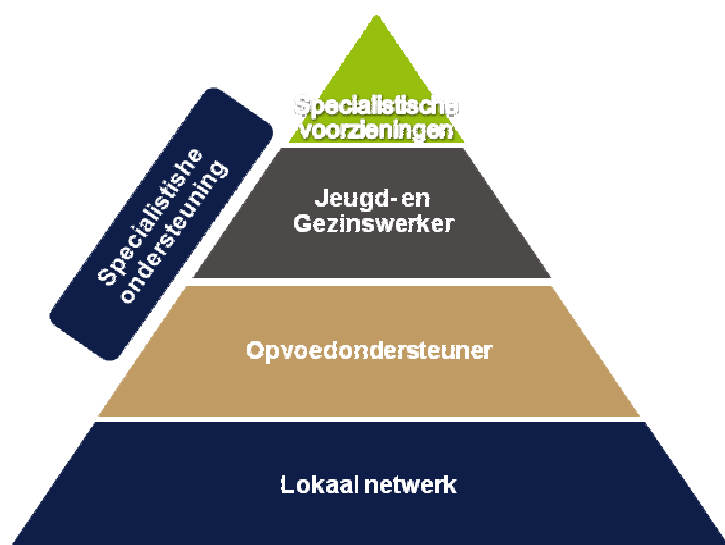 Specialistische
voorzieningen
Specialistishe
ondersteuning
Jeugd- en
Gezinswerker
Opvoedondersteuner
Lokaal netwerk